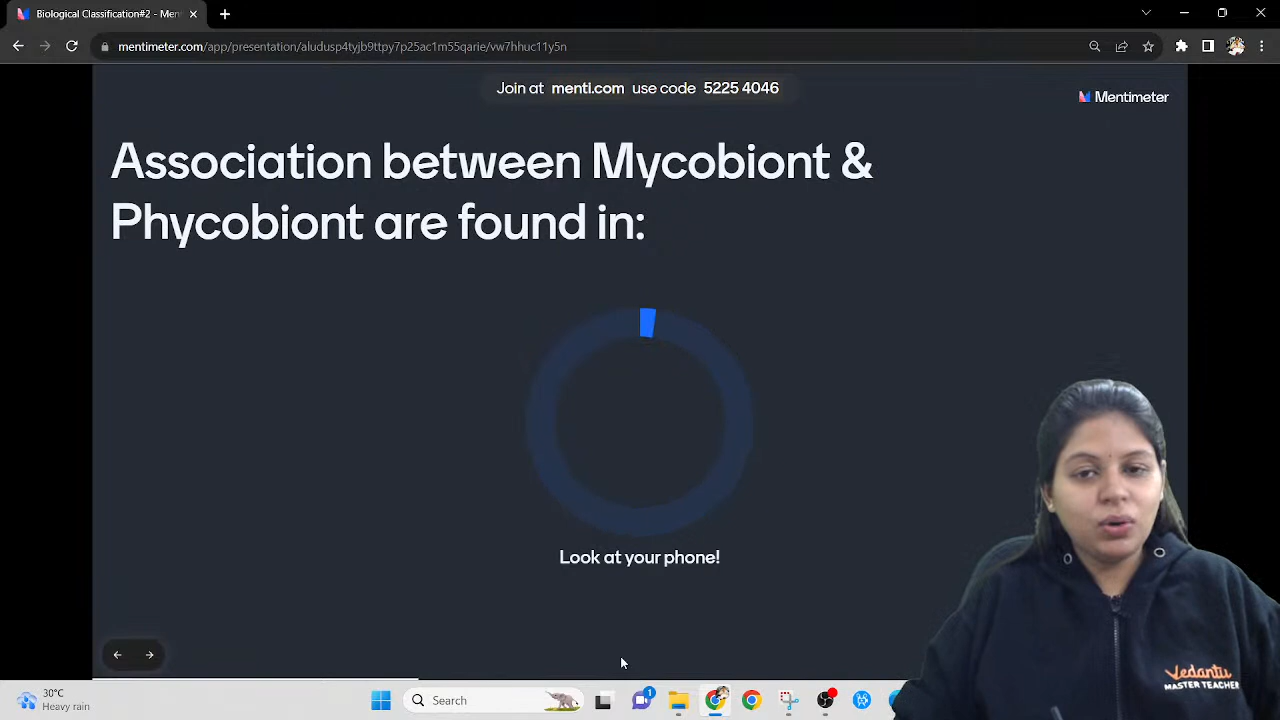 Biological Classification#2 - Men
mentimeter.com/app/presentation/aludusp4tyjb9ttpy7p25ac1m55qarie/vw7hhuc11y5n
Join at menti.com use code 5225 4046
Mentimeter
Association between Mycobiont &
Phycobiont are found in:
Look at your phone!
Vedantu
MASTER TEACHER
30°C
Heavy rain
Search
1